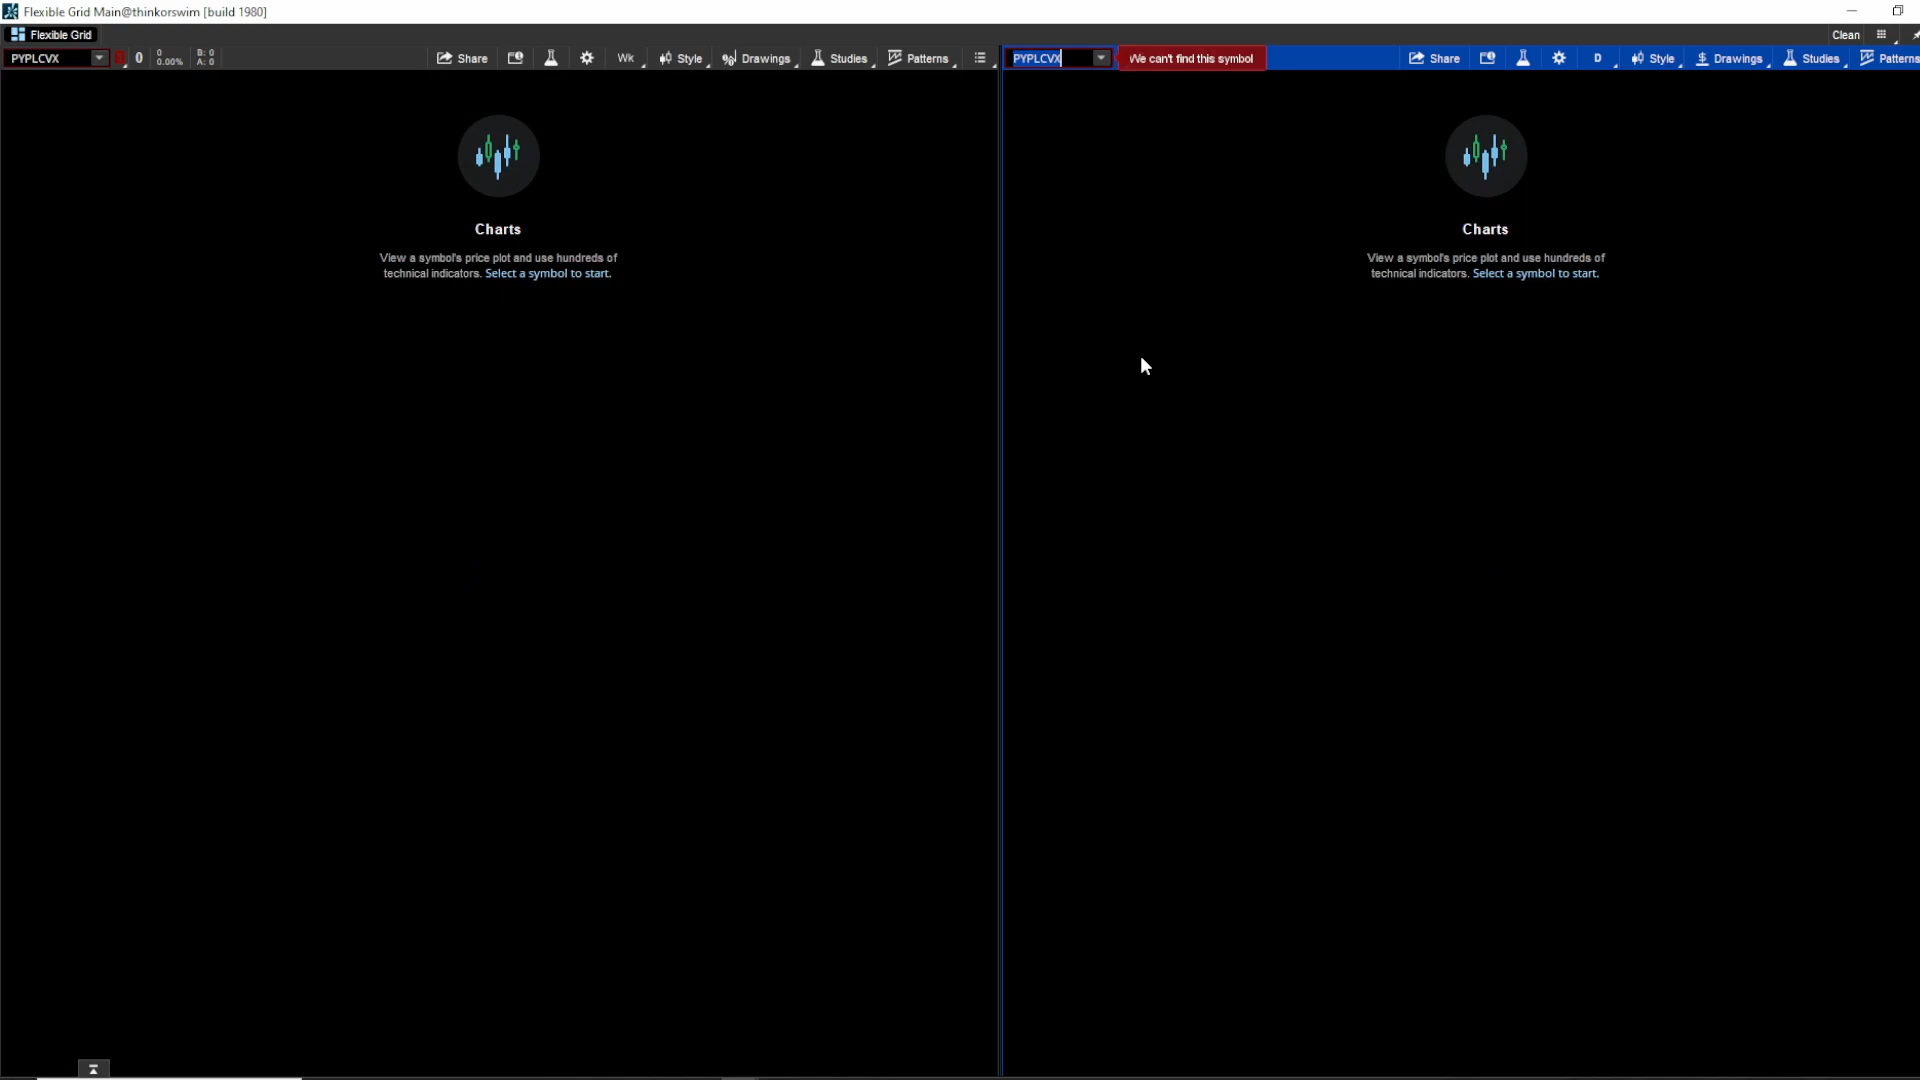 Flexible Grid Main@thinkorswim [build 1980]
Flexible Grid
Clean
PYPLCVX
0
0
0.00%
B: 0
A: 0
Share
Wk
Style
Drawings
Studies
Patterns
PYPLCVX
We can't find this symbol
Share
D
Style
Drawings
Studies
Patterns
Charts
View a symbol's price plot and use hundreds of
technical indicators. Select a symbol to start.
Charts
View a symbol's price plot and use hundreds of
technical indicators. Select a symbol to start.